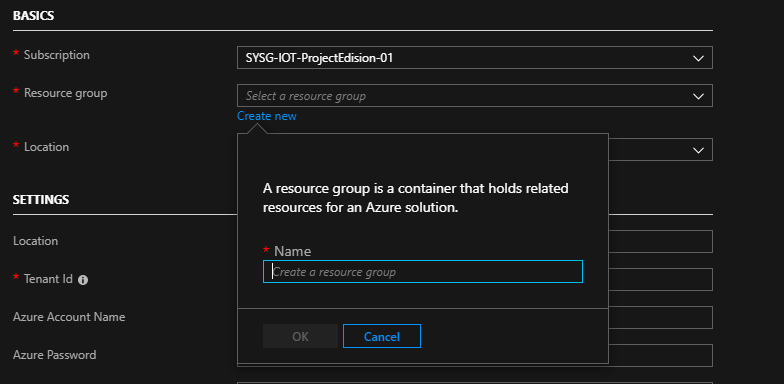 BASICS
* Subscription
SYSG-IOT-ProjectEdision-01
* Resource group
Select a resource group
Create new
* Location
A resource group is a container that holds related
resources for an Azure solution.
* Name
Create a resource group
OK
Cancel
SETTINGS
Location
* Tenant Id
Azure Account Name
Azure Password